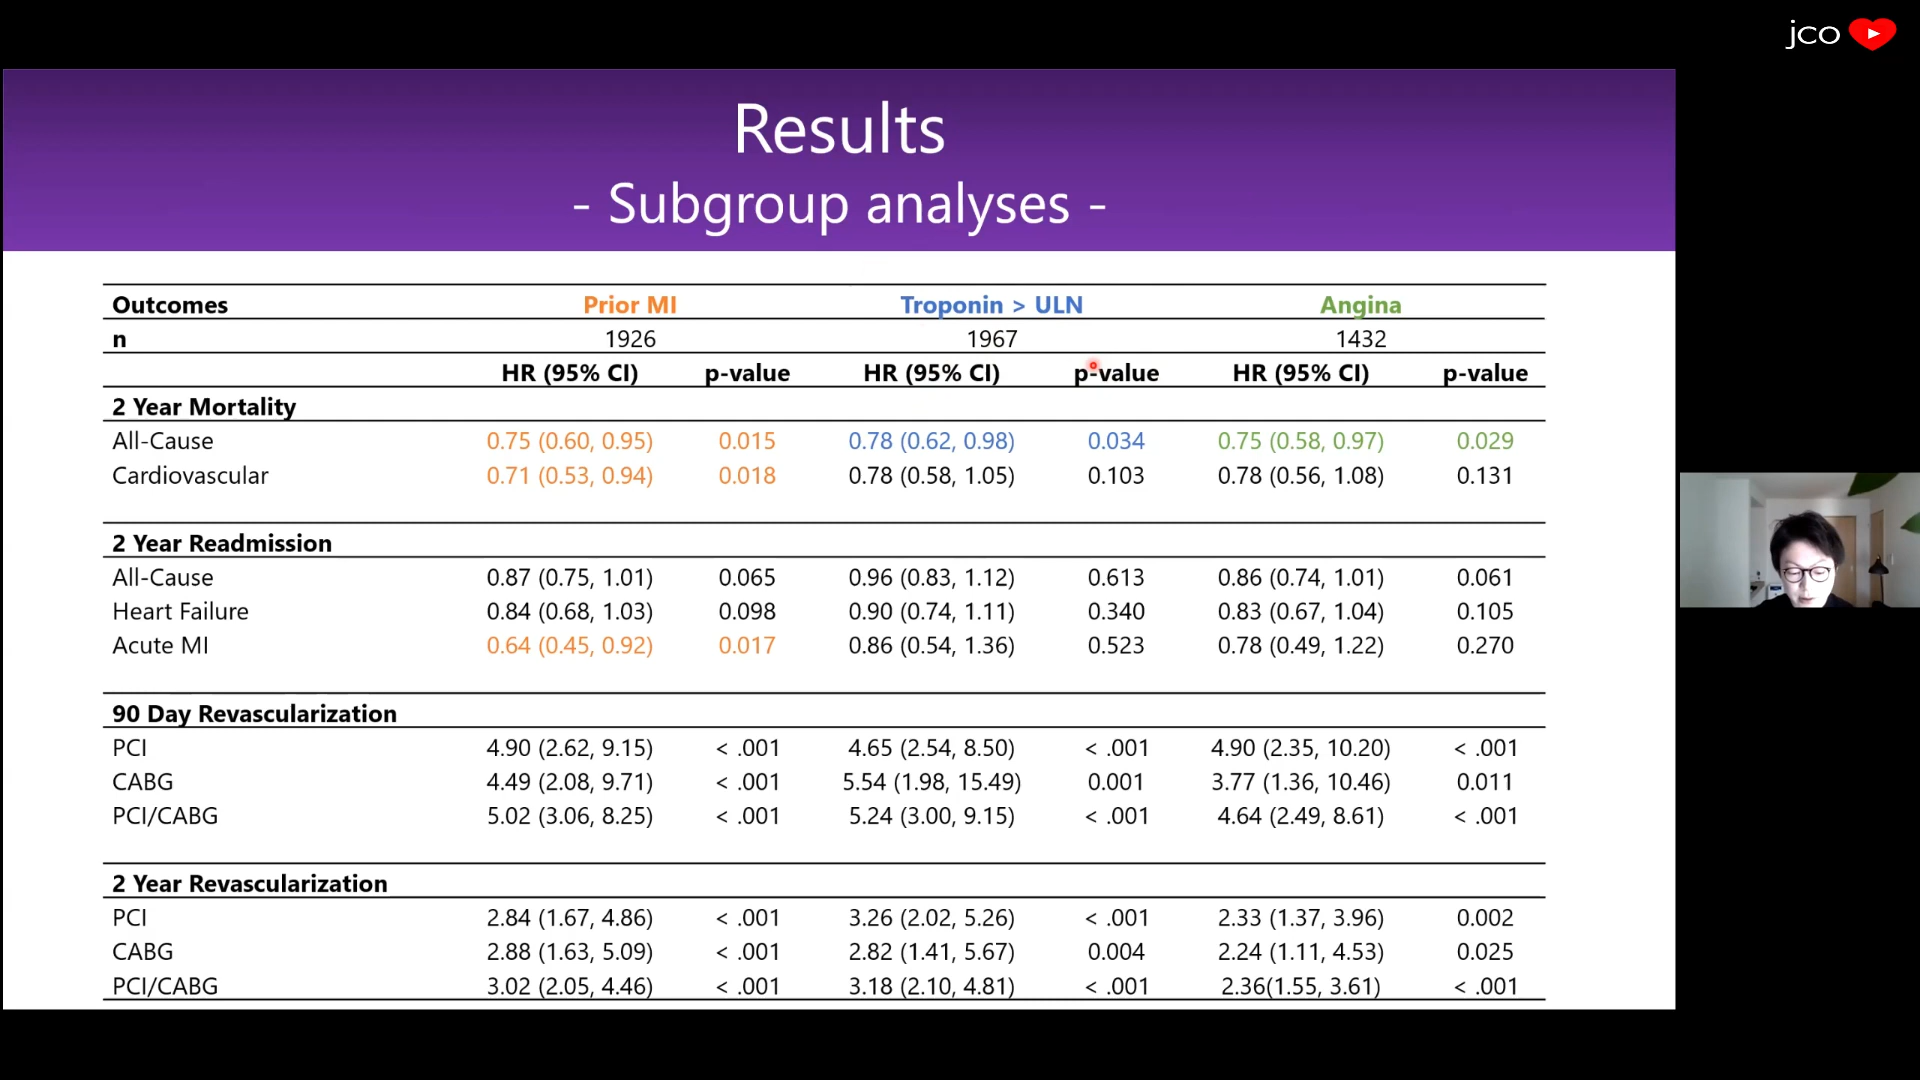 jco
Results
- Subgroup analyses -
Outcomes Prior MI Troponin > ULN Angina
n 1926 1967 1432
HR (95% CI) p-value HR (95% CI) p-value HR (95% CI) p-value
2 Year Mortality
All-Cause 0.75 (0.60, 0.95) 0.015 0.78 (0.62, 0.98) 0.034 0.75 (0.58, 0.97) 0.029
Cardiovascular 0.71 (0.53, 0.94) 0.018 0.78 (0.58, 1.05) 0.103 0.78 (0.56, 1.08) 0.131
2 Year Readmission
All-Cause 0.87 (0.75, 1.01) 0.065 0.96 (0.83, 1.12) 0.613 0.86 (0.74, 1.01) 0.061
Heart Failure 0.84 (0.68, 1.03) 0.098 0.90 (0.74, 1.11) 0.340 0.83 (0.67, 1.04) 0.105
Acute MI 0.64 (0.45, 0.92) 0.017 0.86 (0.54, 1.36) 0.523 0.78 (0.49, 1.22) 0.270
90 Day Revascularization
PCI 4.90 (2.62, 9.15) < .001 4.65 (2.54, 8.50) < .001 4.90 (2.35, 10.20) < .001
CABG 4.49 (2.08, 9.71) < .001 5.54 (1.98, 15.49) 0.001 3.77 (1.36, 10.46) 0.011
PCI/CABG 5.02 (3.06, 8.25) < .001 5.24 (3.00, 9.15) < .001 4.64 (2.49, 8.61) < .001
2 Year Revascularization
PCI 2.84 (1.67, 4.86) < .001 3.26 (2.02, 5.26) < .001 2.33 (1.37, 3.96) 0.002
CABG 2.88 (1.63, 5.09) < .001 2.82 (1.41, 5.67) 0.004 2.24 (1.11, 4.53) 0.025
PCI/CABG 3.02 (2.05, 4.46) < .001 3.18 (2.10, 4.81) < .001 2.36(1.55, 3.61) < .001